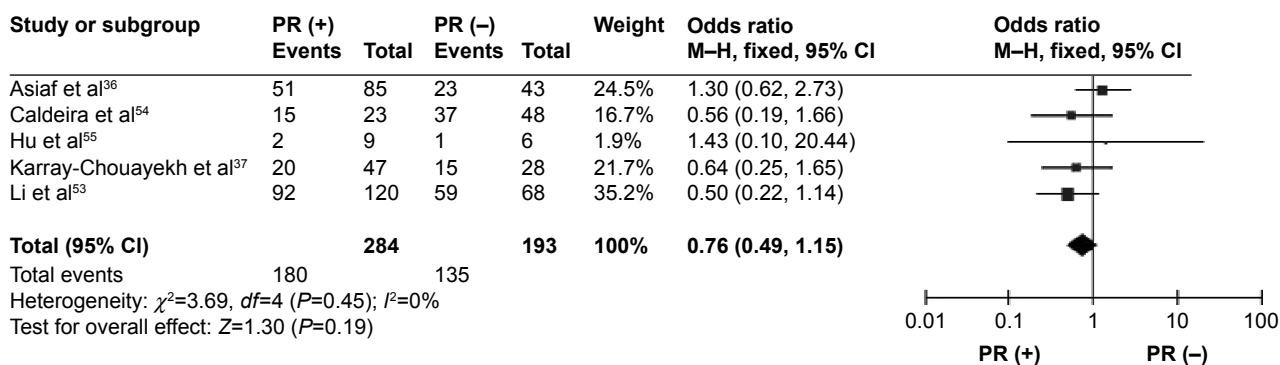 Study or subgroup PR (+) PR (–) Weight Odds ratio Odds ratio
Events Total Events Total M–H, fixed, 95% CI M–H, fixed, 95% CI
Asiaf et al³⁶ 51 85 23 43 24.5% 1.30 (0.62, 2.73)
Caldeira et al⁵⁴ 15 23 37 48 16.7% 0.56 (0.19, 1.66)
Hu et al⁵⁵ 2 9 1 6 1.9% 1.43 (0.10, 20.44)
Karray-Chouayekh et al³⁷ 20 47 15 28 21.7% 0.64 (0.25, 1.65)
Li et al⁵³ 92 120 59 68 35.2% 0.50 (0.22, 1.14)
Total (95% CI) 284 193 100% 0.76 (0.49, 1.15)
Total events 180 135
Heterogeneity: χ²=3.69, df=4 (P=0.45); I²=0%
Test for overall effect: Z=1.30 (P=0.19)
0.01 0.1 1 10 100
PR (+) PR (–)